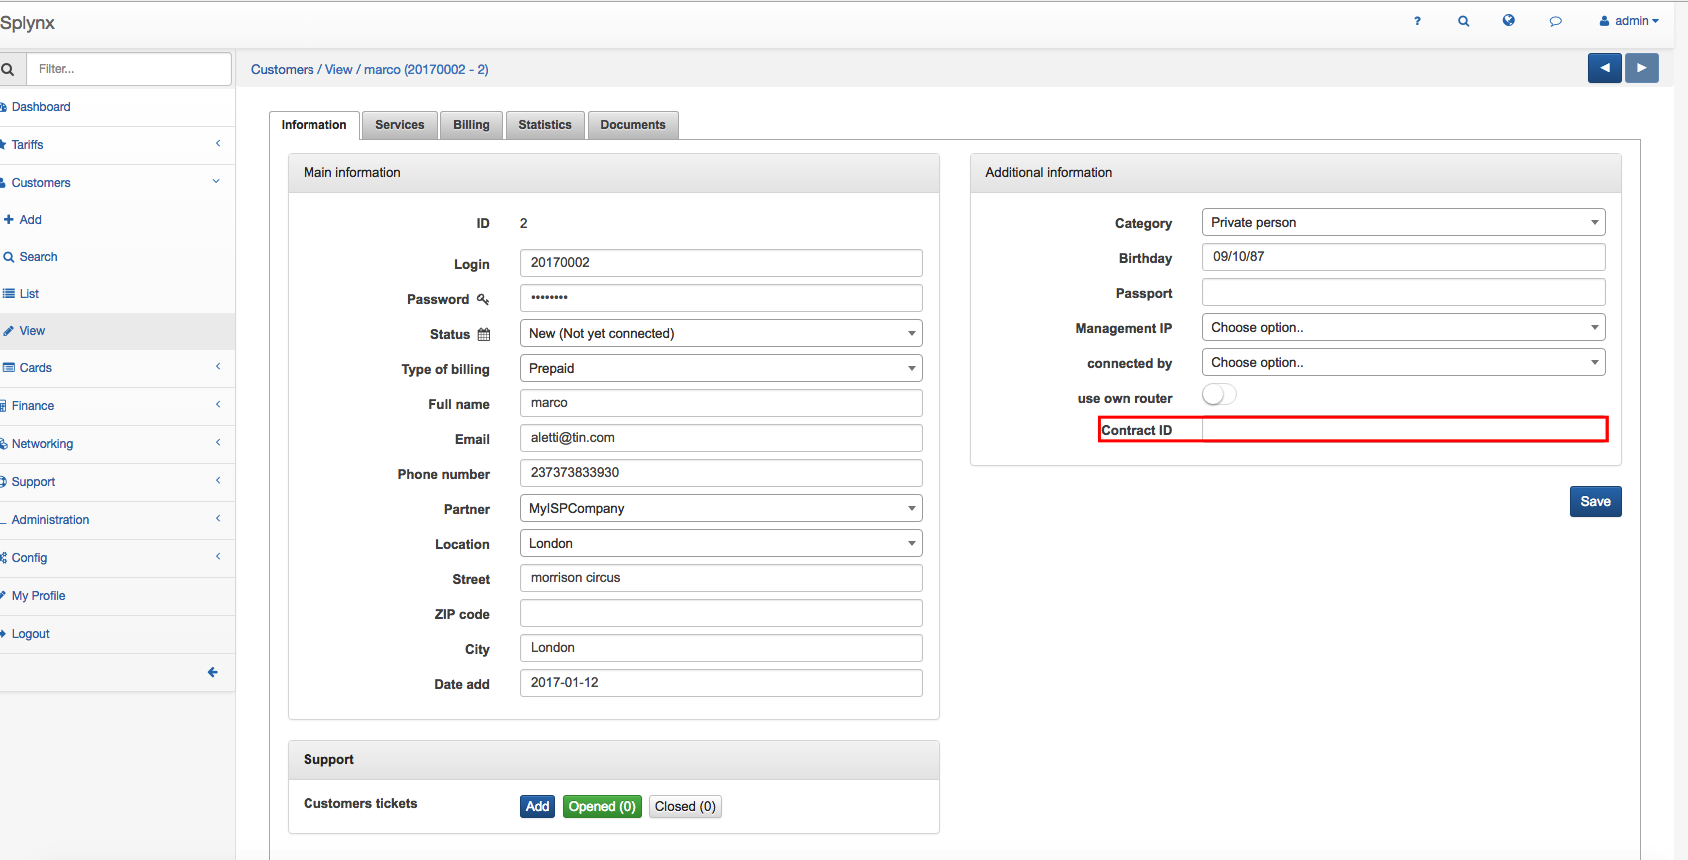 Splynx
?
admin
Filter...
Customers / View / marco (20170002 - 2)
Dashboard
Tariffs
Customers
Add
Search
List
View
Cards
Finance
Networking
Support
Administration
Config
My Profile
Logout
Information Services Billing Statistics Documents
Main information
ID 2
Login 20170002
Password ••••••••
Status New (Not yet connected)
Type of billing Prepaid
Full name marco
Email aletti@tin.com
Phone number 237373833930
Partner MyISPCompany
Location London
Street morrison circus
ZIP code
City London
Date add 2017-01-12
Support
Customers tickets Add Opened (0) Closed (0)
Additional information
Category Private person
Birthday 09/10/87
Passport
Management IP Choose option..
connected by Choose option..
use own router
Contract ID
Save